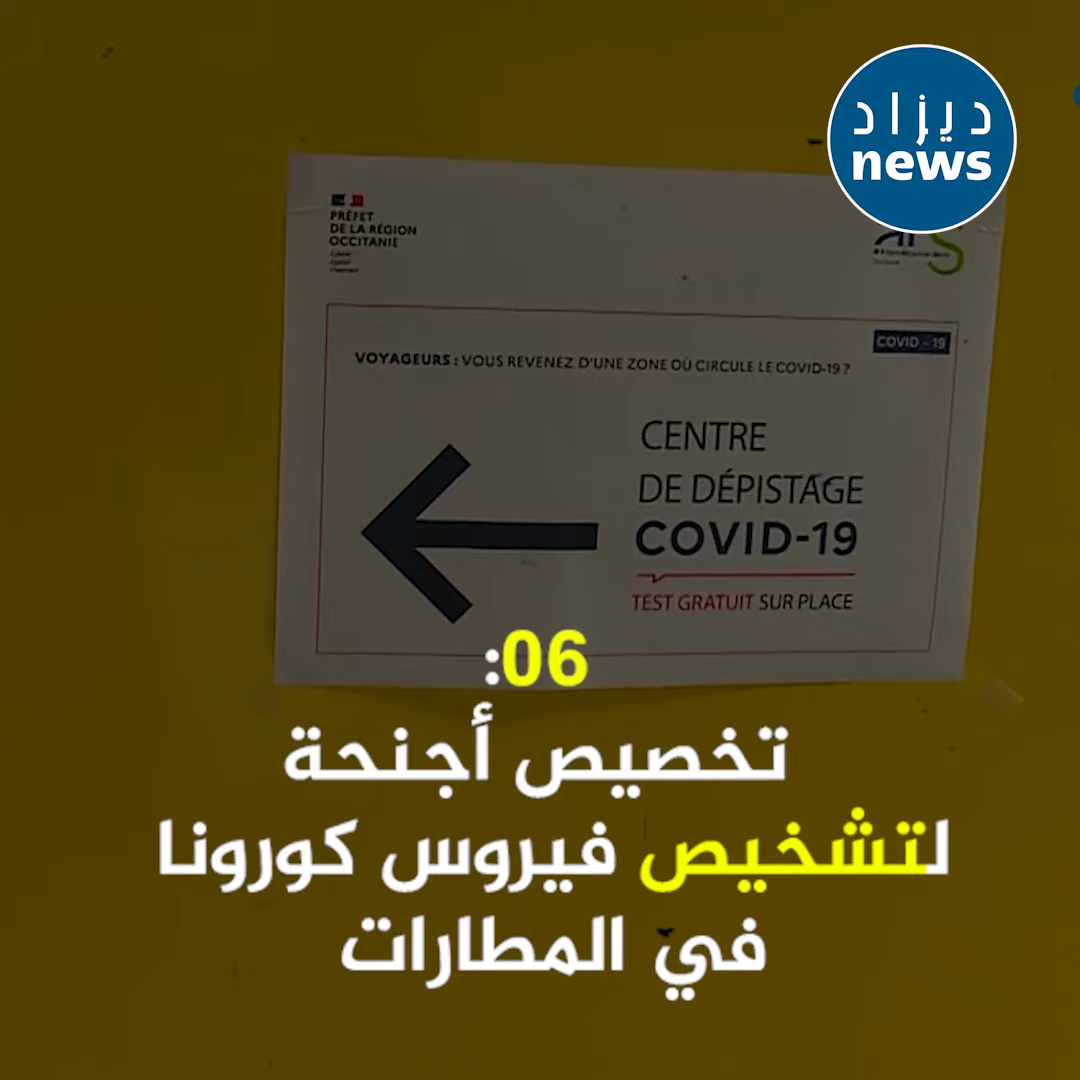 ديزاد
news
PRÉFET
DE LA RÉGION
OCCITANIE
COVID - 19
VOYAGEURS : VOUS REVENEZ D'UNE ZONE OÙ CIRCULE LE COVID-19 ?
CENTRE
DE DÉPISTAGE
COVID-19
TEST GRATUIT SUR PLACE
06:
تخصيص أجنحة
لتشخيص فيروس كورونا
في المطارات